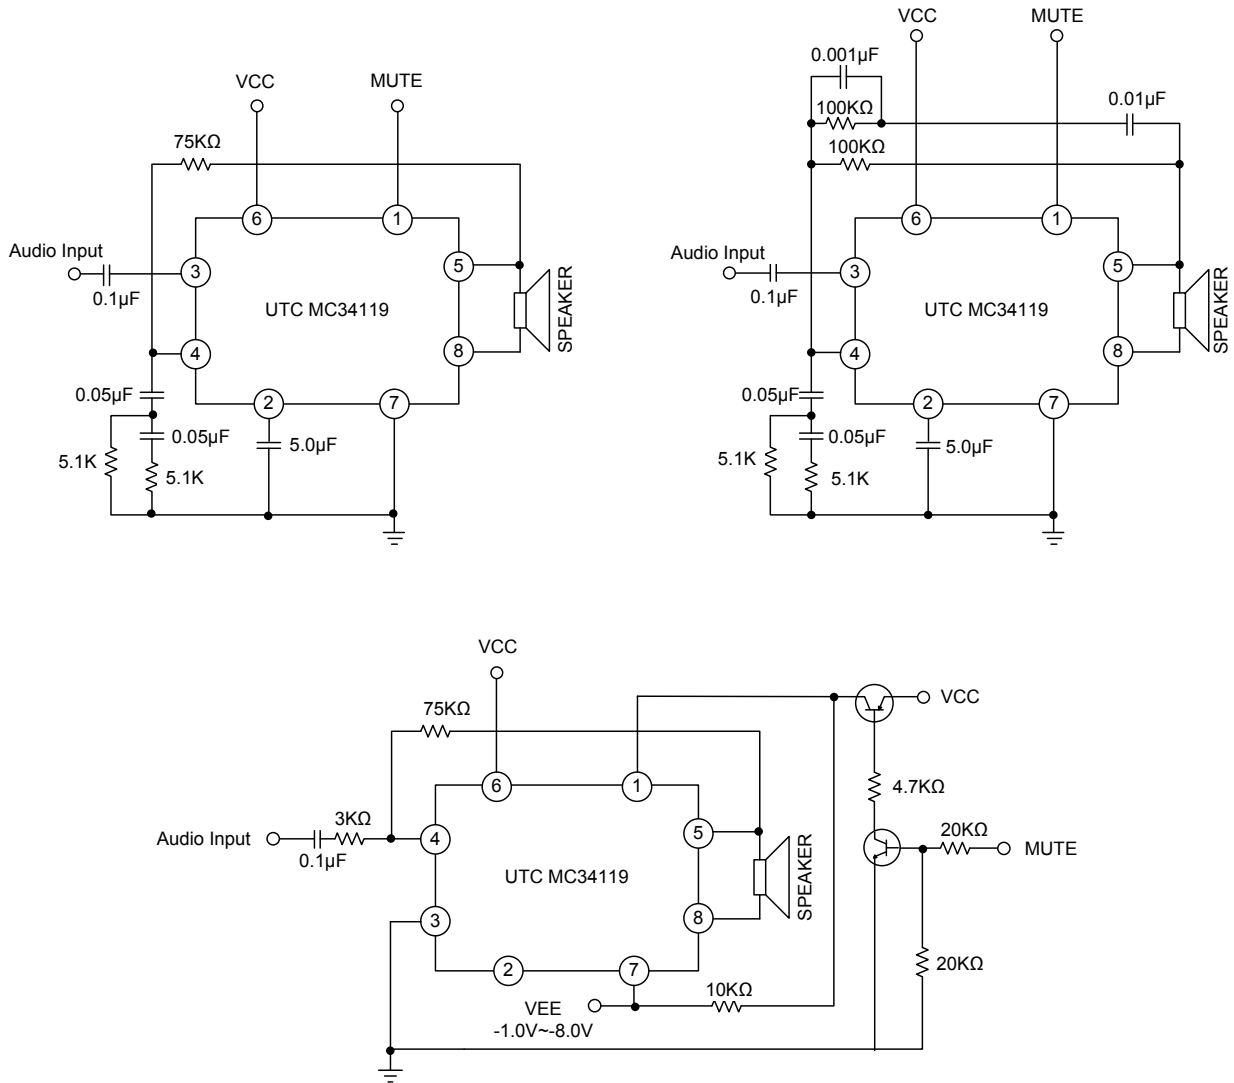 VCC
MUTE
75KΩ
6
1
Audio Input
3
5
0.1µF
UTC MC34119
SPEAKER
4
8
0.05µF
2
7
0.05µF
5.0µF
5.1K
5.1K
VCC
MUTE
0.001µF
100KΩ
0.01µF
100KΩ
6
1
Audio Input
3
5
0.1µF
UTC MC34119
SPEAKER
4
8
0.05µF
2
7
0.05µF
5.0µF
5.1K
5.1K
VCC
75KΩ
VCC
6
1
4.7KΩ
3KΩ
Audio Input
4
5
20KΩ
MUTE
0.1µF
UTC MC34119
SPEAKER
3
8
2
7
20KΩ
10KΩ
VEE
-1.0V~-8.0V